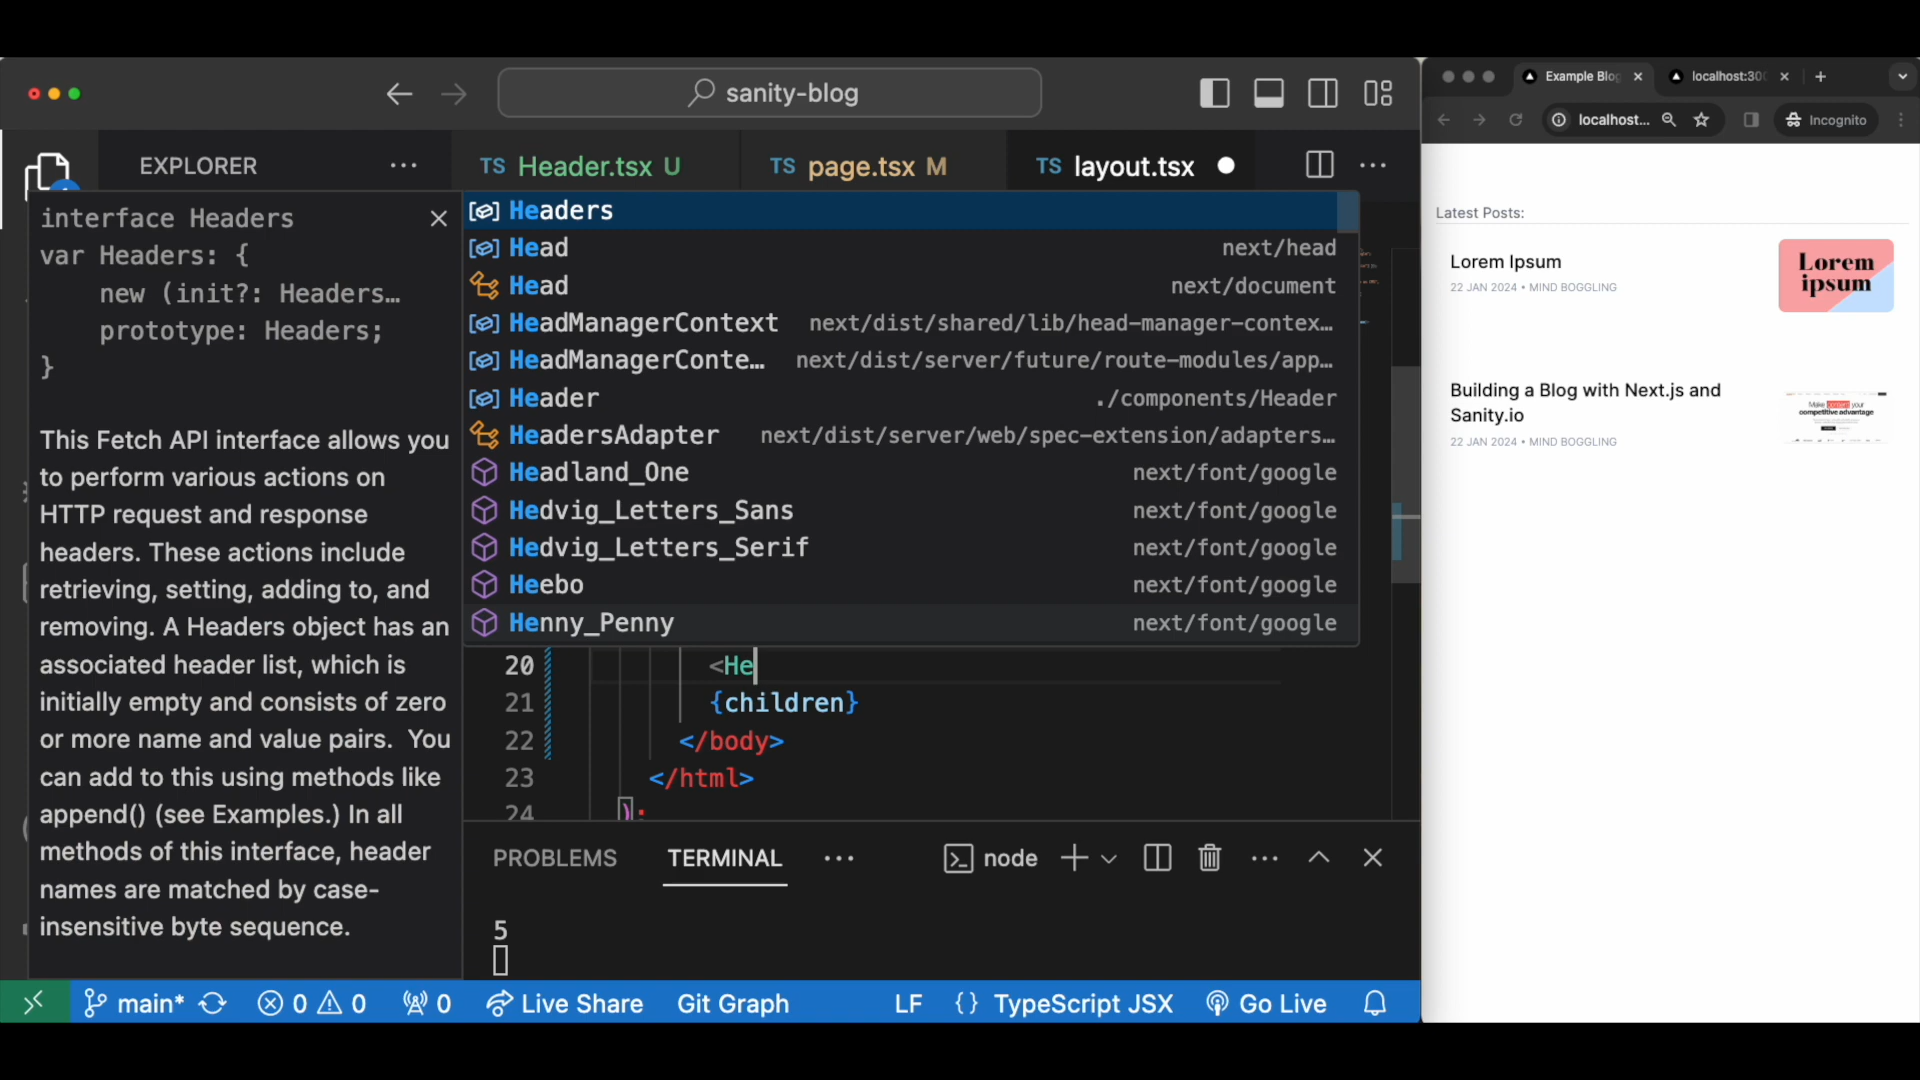 sanity-blog
EXPLORER
TS Header.tsx U
TS page.tsx M
TS layout.tsx
interface Headers
var Headers: {
new (init?: Headers…
prototype: Headers;
}
This Fetch API interface allows you
to perform various actions on
HTTP request and response
headers. These actions include
retrieving, setting, adding to, and
removing. A Headers object has an
associated header list, which is
initially empty and consists of zero
or more name and value pairs. You
can add to this using methods like
append() (see Examples.) In all
methods of this interface, header
names are matched by case-
insensitive byte sequence.
Headers
Head next/head
Head next/document
HeadManagerContext next/dist/shared/lib/head-manager-contex…
HeadManagerConte… next/dist/server/future/route-modules/app…
Header ./components/Header
HeadersAdapter next/dist/server/web/spec-extension/adapters…
Headland_One next/font/google
Hedvig_Letters_Sans next/font/google
Hedvig_Letters_Serif next/font/google
Heebo next/font/google
Henny_Penny next/font/google
20 <He
21 {children}
22 </body>
23 </html>
24 );
PROBLEMS
TERMINAL
node
5
main*
0 0
0
Live Share
Git Graph
LF
{} TypeScript JSX
Go Live
Example Blog
localhost:300
localhost...
Incognito
Latest Posts:
Lorem Ipsum
22 JAN 2024 • MIND BOGGLING
Lorem
ipsum
Building a Blog with Next.js and
Sanity.io
22 JAN 2024 • MIND BOGGLING
Make content your
competitive advantage